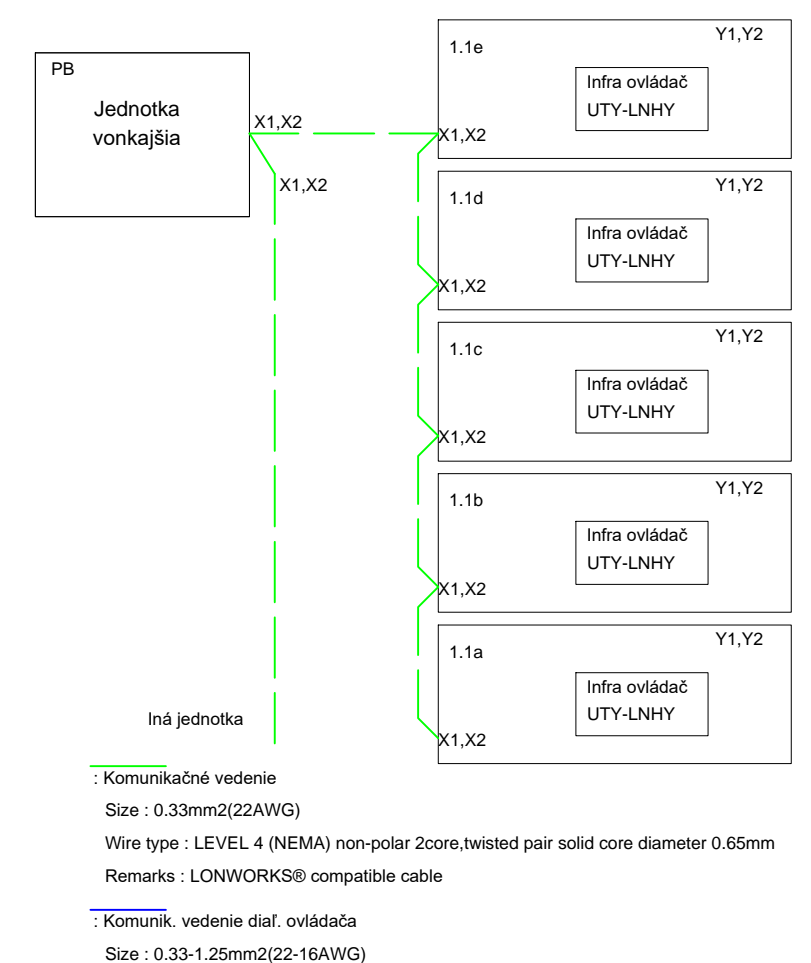 PB
Jednotka
vonkajšia
X1,X2
X1,X2
1.1e
Y1,Y2
Infra ovládač
UTY-LNHY
X1,X2
1.1d
Y1,Y2
Infra ovládač
UTY-LNHY
X1,X2
1.1c
Y1,Y2
Infra ovládač
UTY-LNHY
X1,X2
1.1b
Y1,Y2
Infra ovládač
UTY-LNHY
X1,X2
1.1a
Y1,Y2
Infra ovládač
UTY-LNHY
X1,X2
Iná jednotka
: Komunikačné vedenie
Size : 0.33mm2(22AWG)
Wire type : LEVEL 4 (NEMA) non-polar 2core,twisted pair solid core diameter 0.65mm
Remarks : LONWORKS® compatible cable
: Komunik. vedenie diaľ. ovládača
Size : 0.33-1.25mm2(22-16AWG)